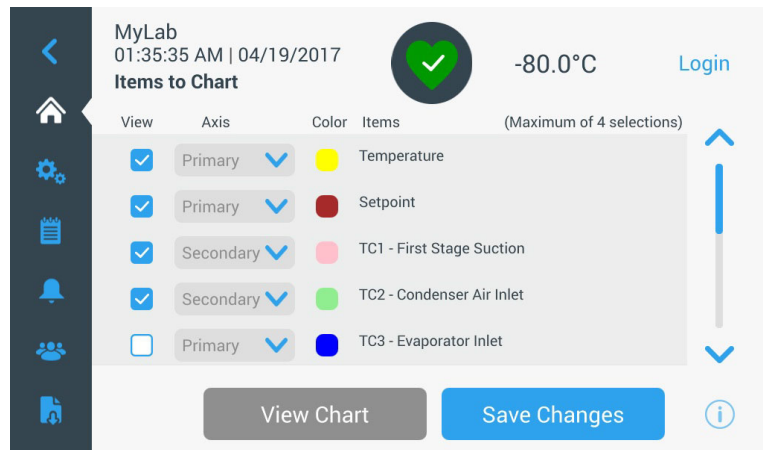 MyLab
01:35:35 AM | 04/19/2017
Items to Chart
-80.0°C
Login
View Axis Color Items (Maximum of 4 selections)
Primary Temperature
Primary Setpoint
Secondary TC1 - First Stage Suction
Secondary TC2 - Condenser Air Inlet
Primary TC3 - Evaporator Inlet
View Chart
Save Changes
i